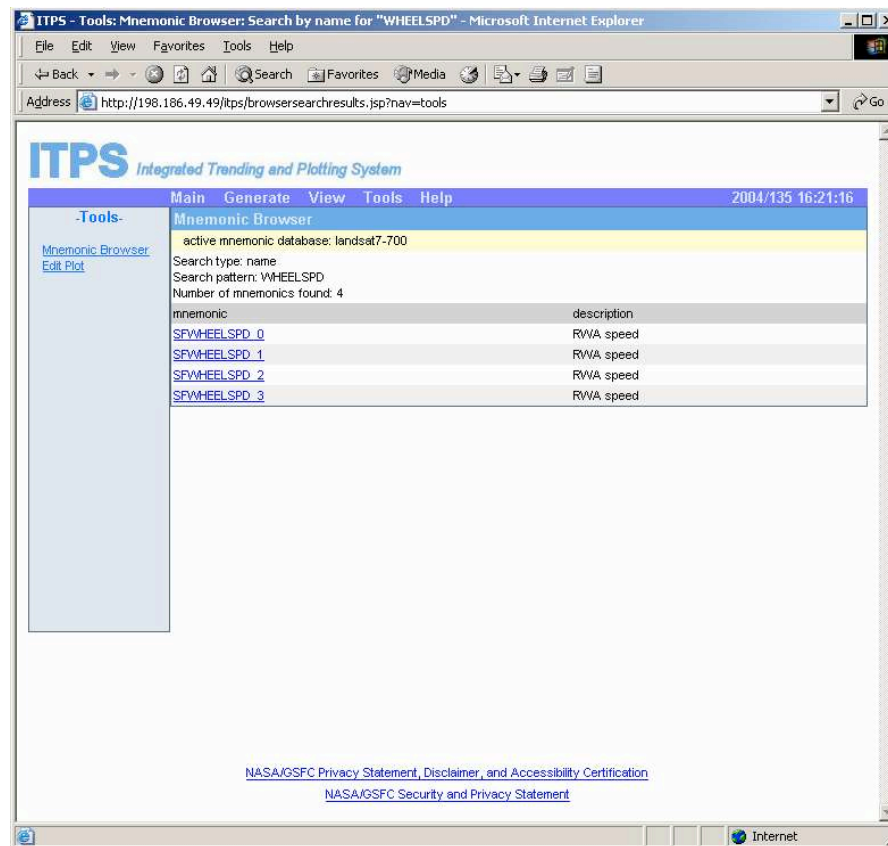 ITPS - Tools: Mnemonic Browser: Search by name for "WHEELSPD" - Microsoft Internet Explorer
File Edit View Favorites Tools Help
Back Search Favorites Media
Address http://198.186.49.49/itps/browsersearchresults.jsp?nav=tools Go
ITPS Integrated Trending and Plotting System
Main Generate View Tools Help 2004/135 16:21:16
-Tools-
Mnemonic Browser
Edit Plot
Mnemonic Browser
active mnemonic database: landsat7-700
Search type: name
Search pattern: WHEELSPD
Number of mnemonics found: 4
mnemonic description
SFWHEELSPD_0 RWA speed
SFWHEELSPD_1 RWA speed
SFWHEELSPD_2 RWA speed
SFWHEELSPD_3 RWA speed
NASA/GSFC Privacy Statement, Disclaimer, and Accessibility Certification
NASA/GSFC Security and Privacy Statement
Internet